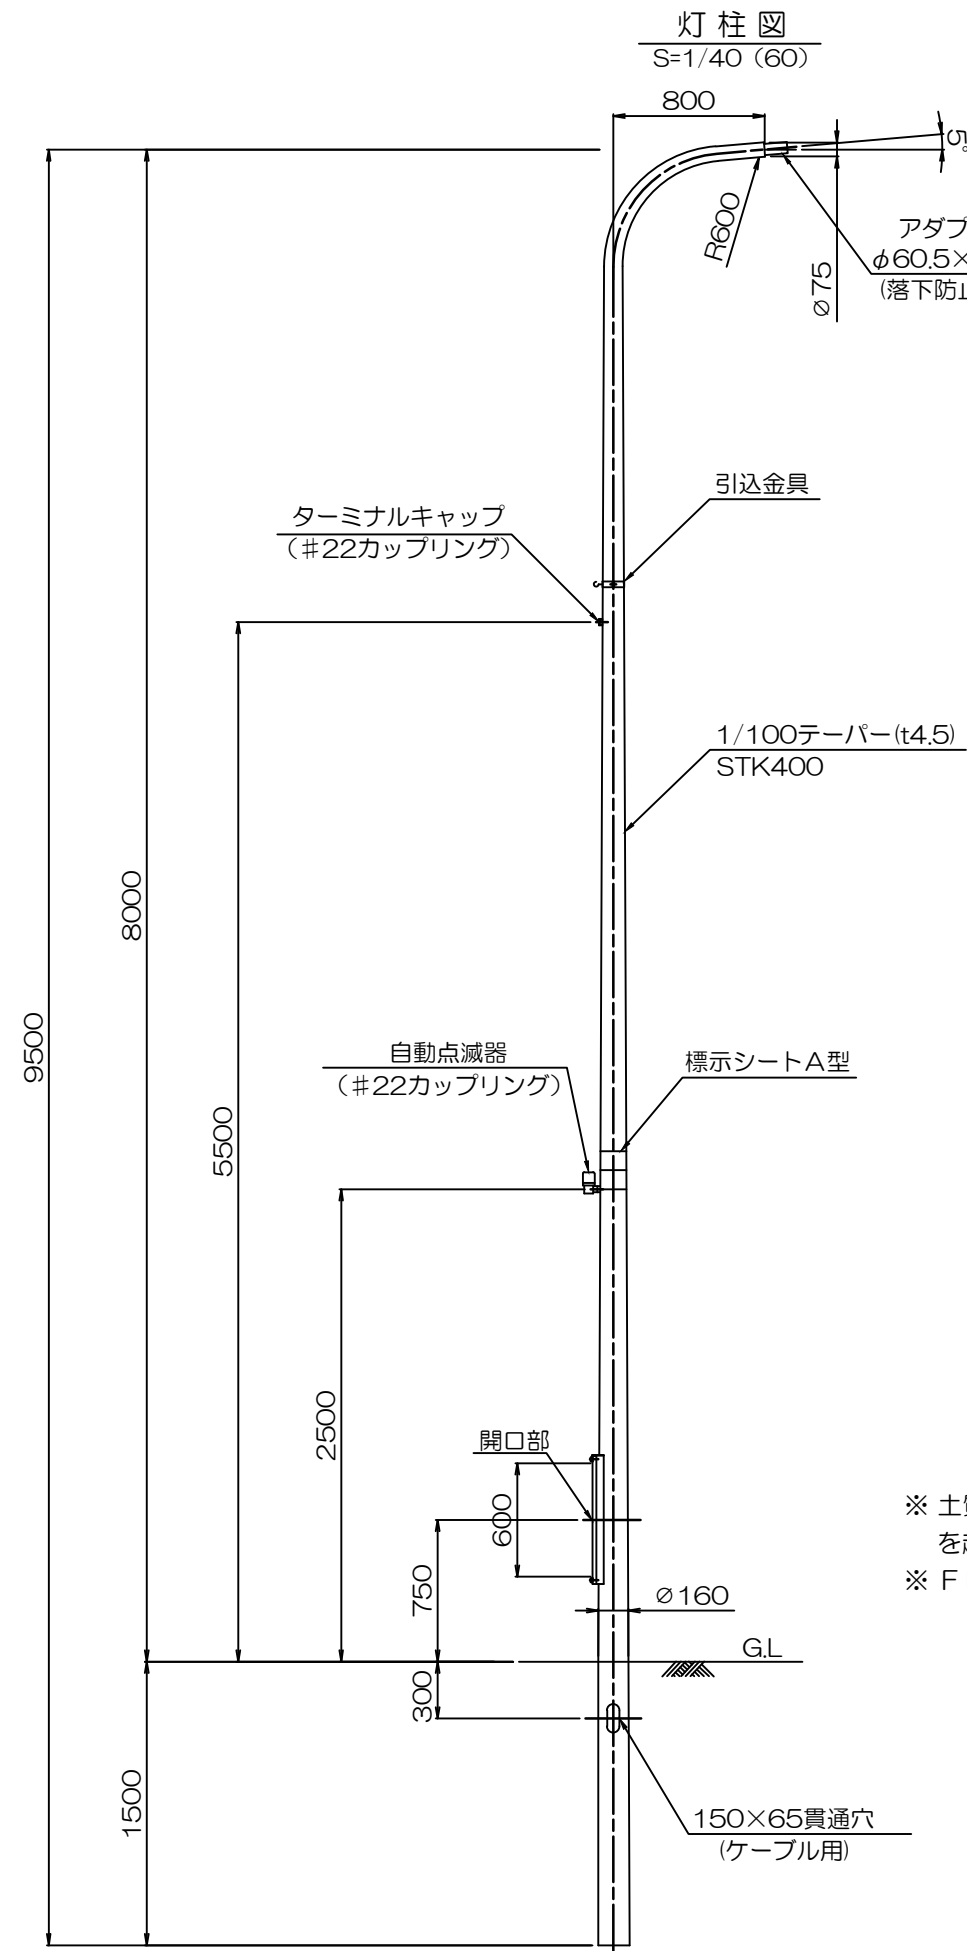 灯柱図
S=1/40（60）
800
5°
R600
アダプ
φ60.5×
(落下防止
⌀75
引込金具
ターミナルキャップ
（#22カップリング）
1/100テーパー(t4.5)
STK400
8000
9500
5500
自動点滅器
（#22カップリング）
標示シートA型
2500
開口部
600
750
⌀160
G.L
300
1500
150×65貫通穴
(ケーブル用)
※ 土質
を
※ F